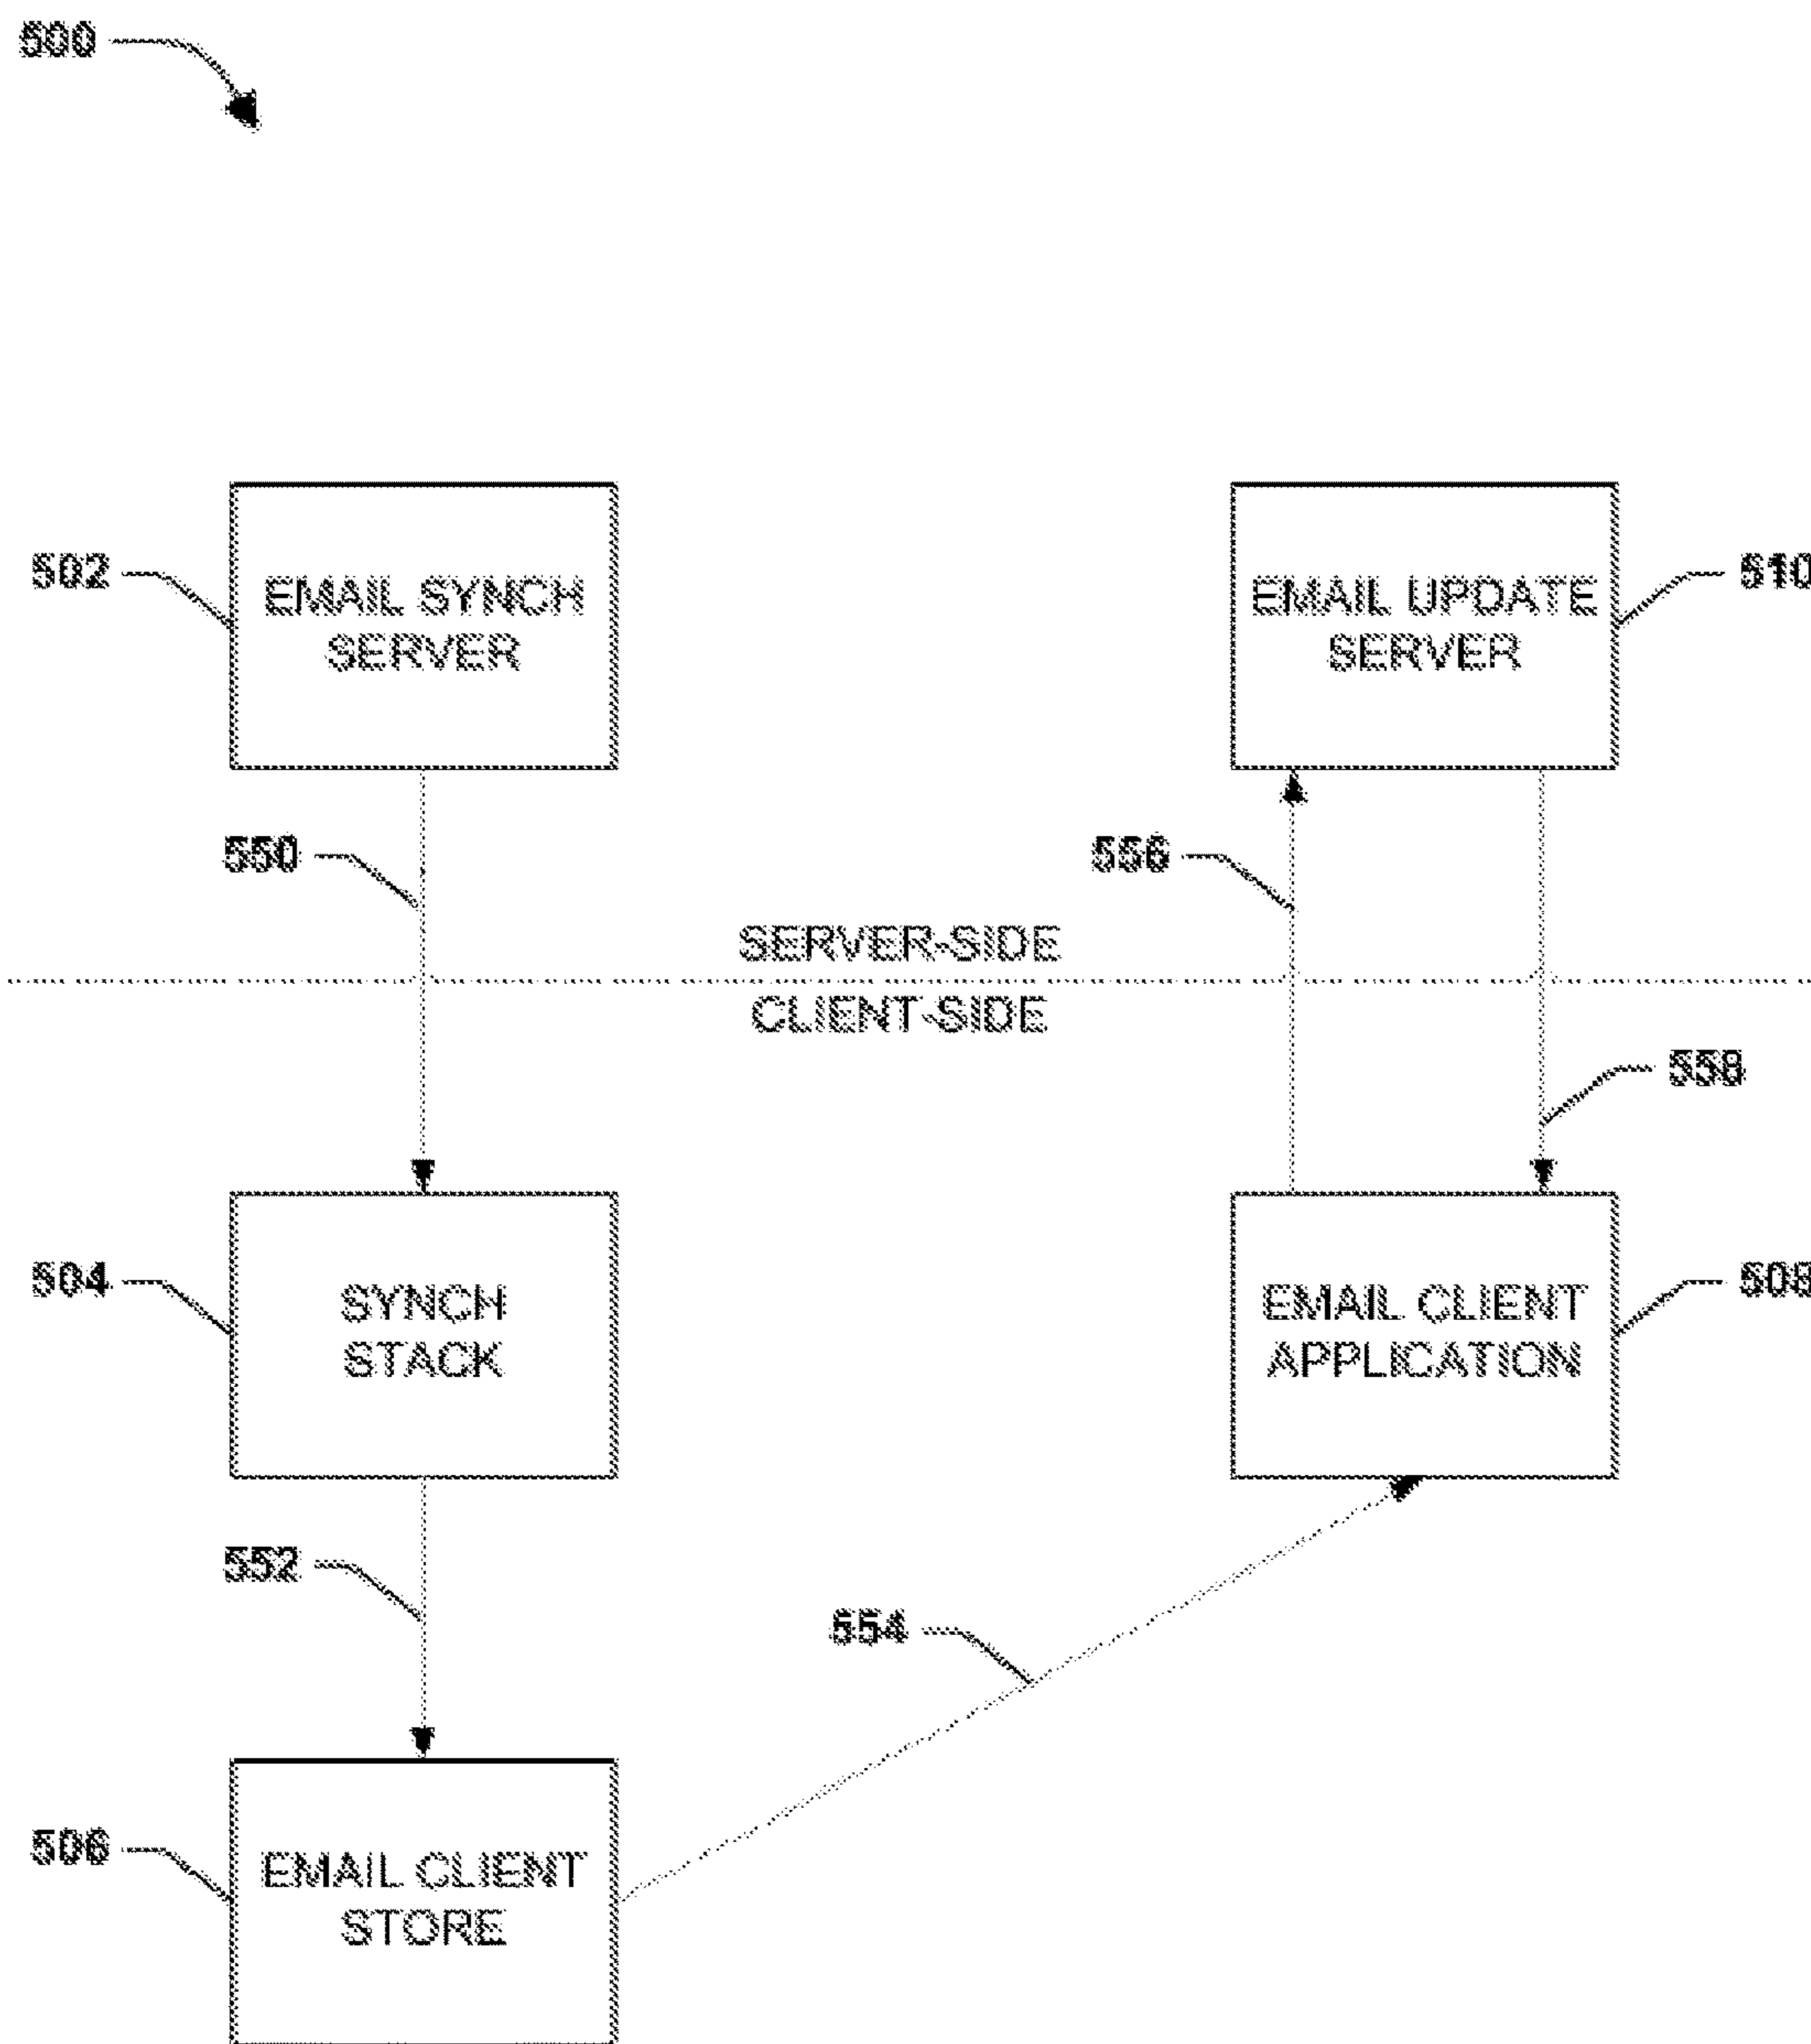 500
502
EMAIL SYNCH
SERVER
EMAIL UPDATE
SERVER
510
550
556
SERVER-SIDE
CLIENT-SIDE
558
504
SYNCH
STACK
EMAIL CLIENT
APPLICATION
508
552
554
506
EMAIL CLIENT
STORE